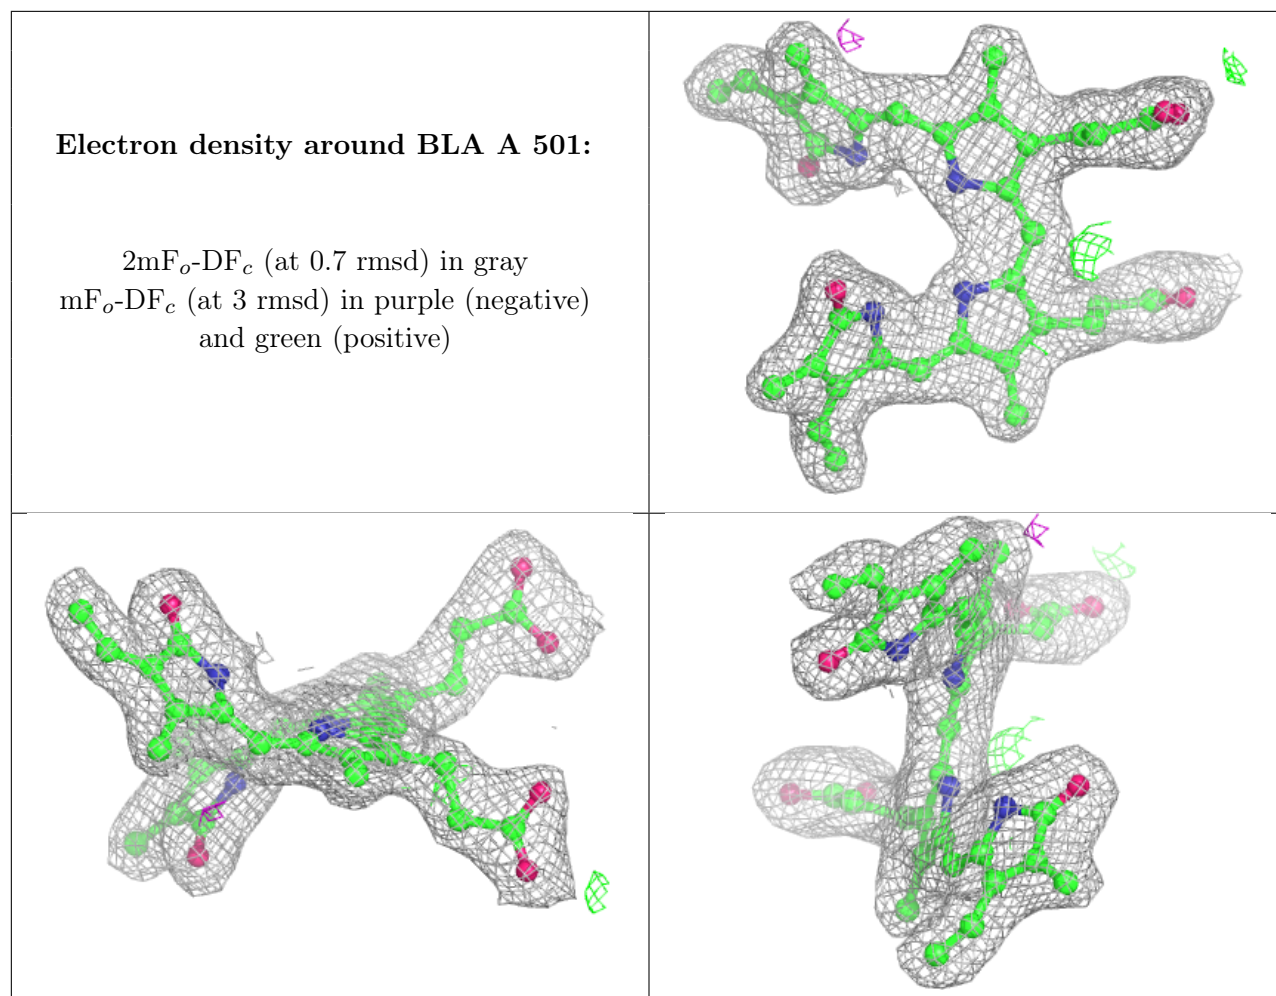 Electron density around BLA A 501:
2mFo-DFc (at 0.7 rmsd) in gray
mFo-DFc (at 3 rmsd) in purple (negative)
and green (positive)